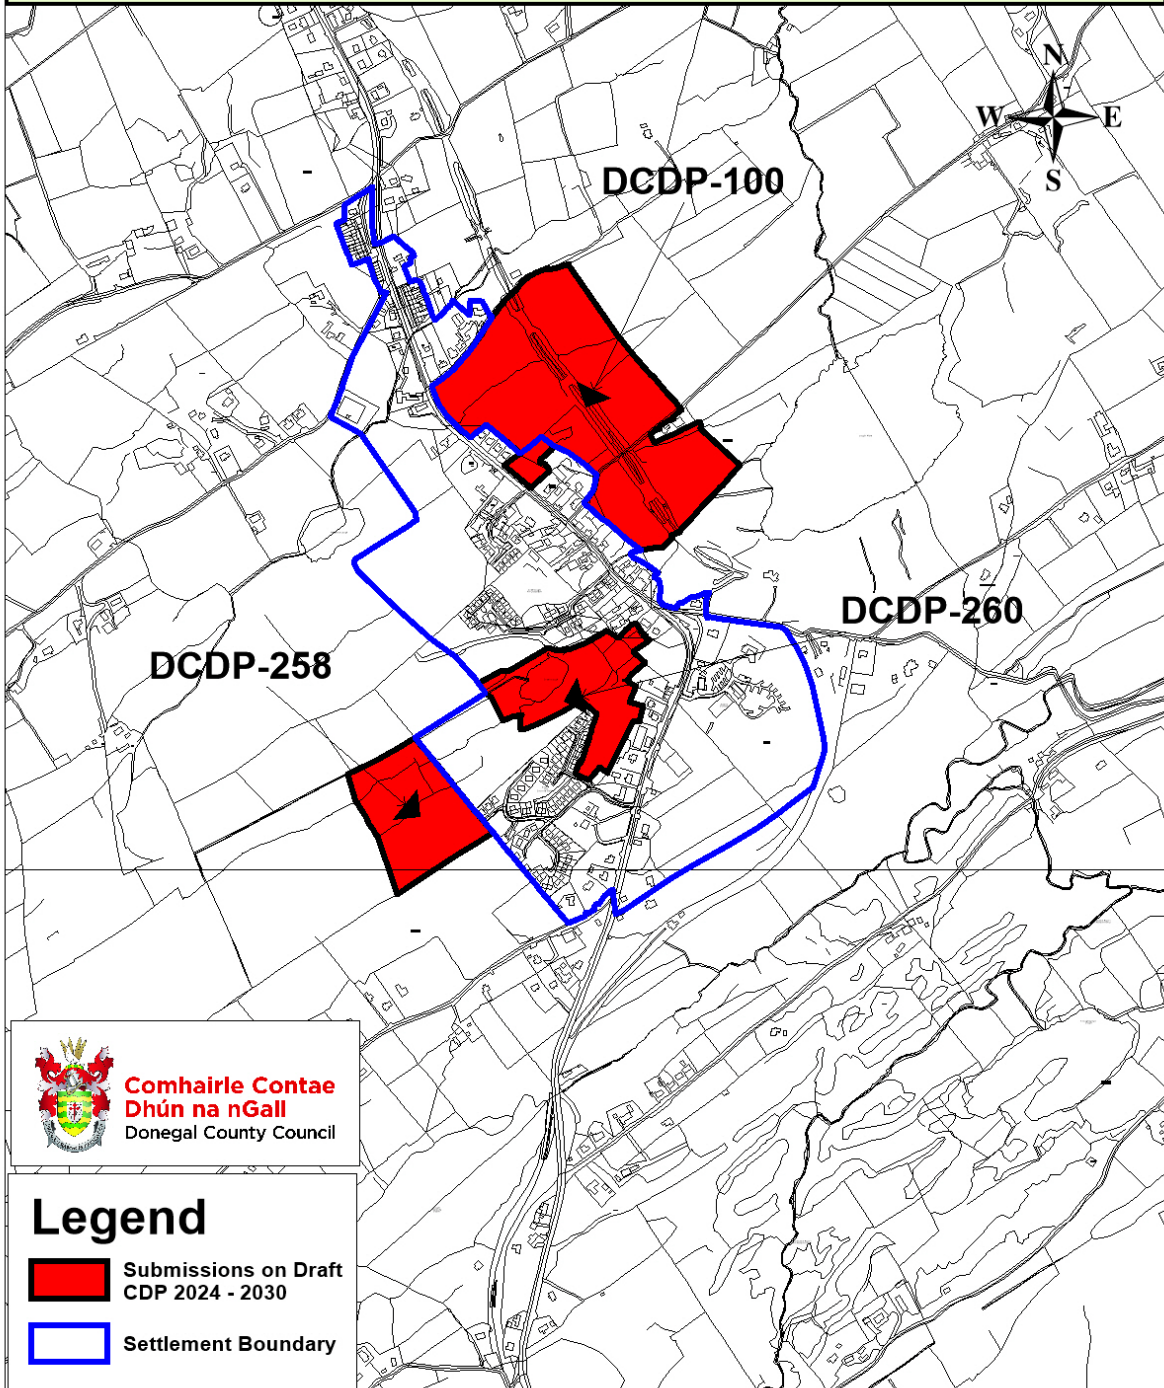 N
W E
S
DCDP-100
DCDP-260
DCDP-258
Comhairle Contae
Dhún na nGall
Donegal County Council
Legend
Submissions on Draft
CDP 2024 - 2030
Settlement Boundary